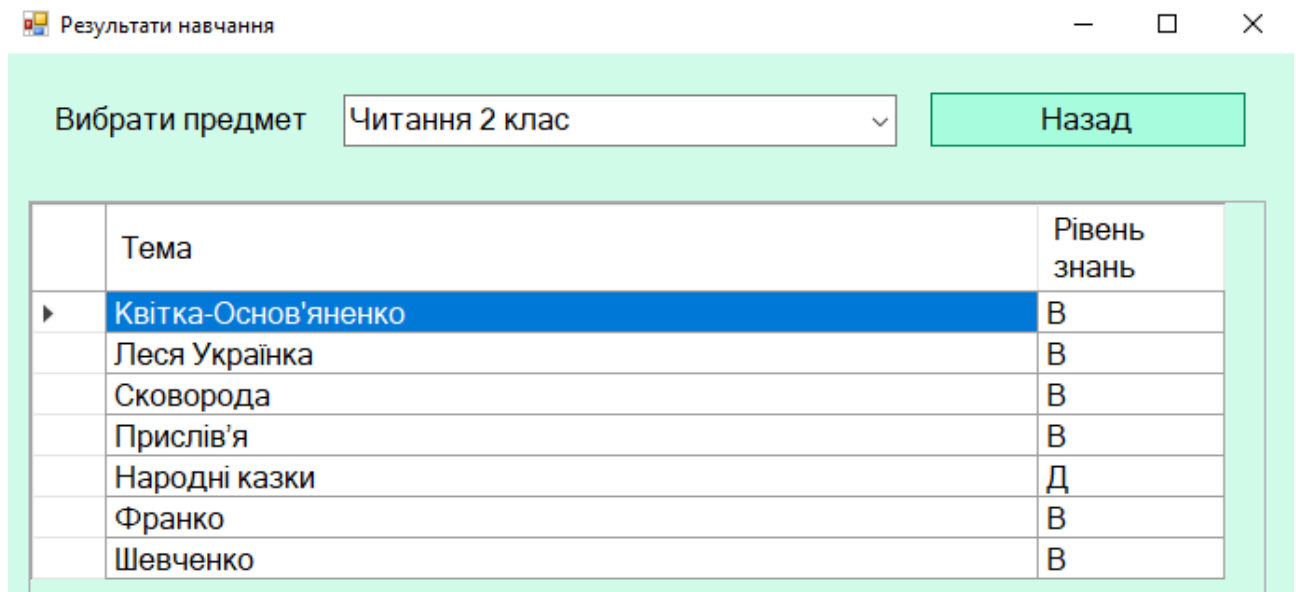 Результати навчання
Вибрати предмет Читання 2 клас Назад
Тема Рівень знань
Квітка-Основ'яненко В
Леся Українка В
Сковорода В
Прислів’я В
Народні казки Д
Франко В
Шевченко В